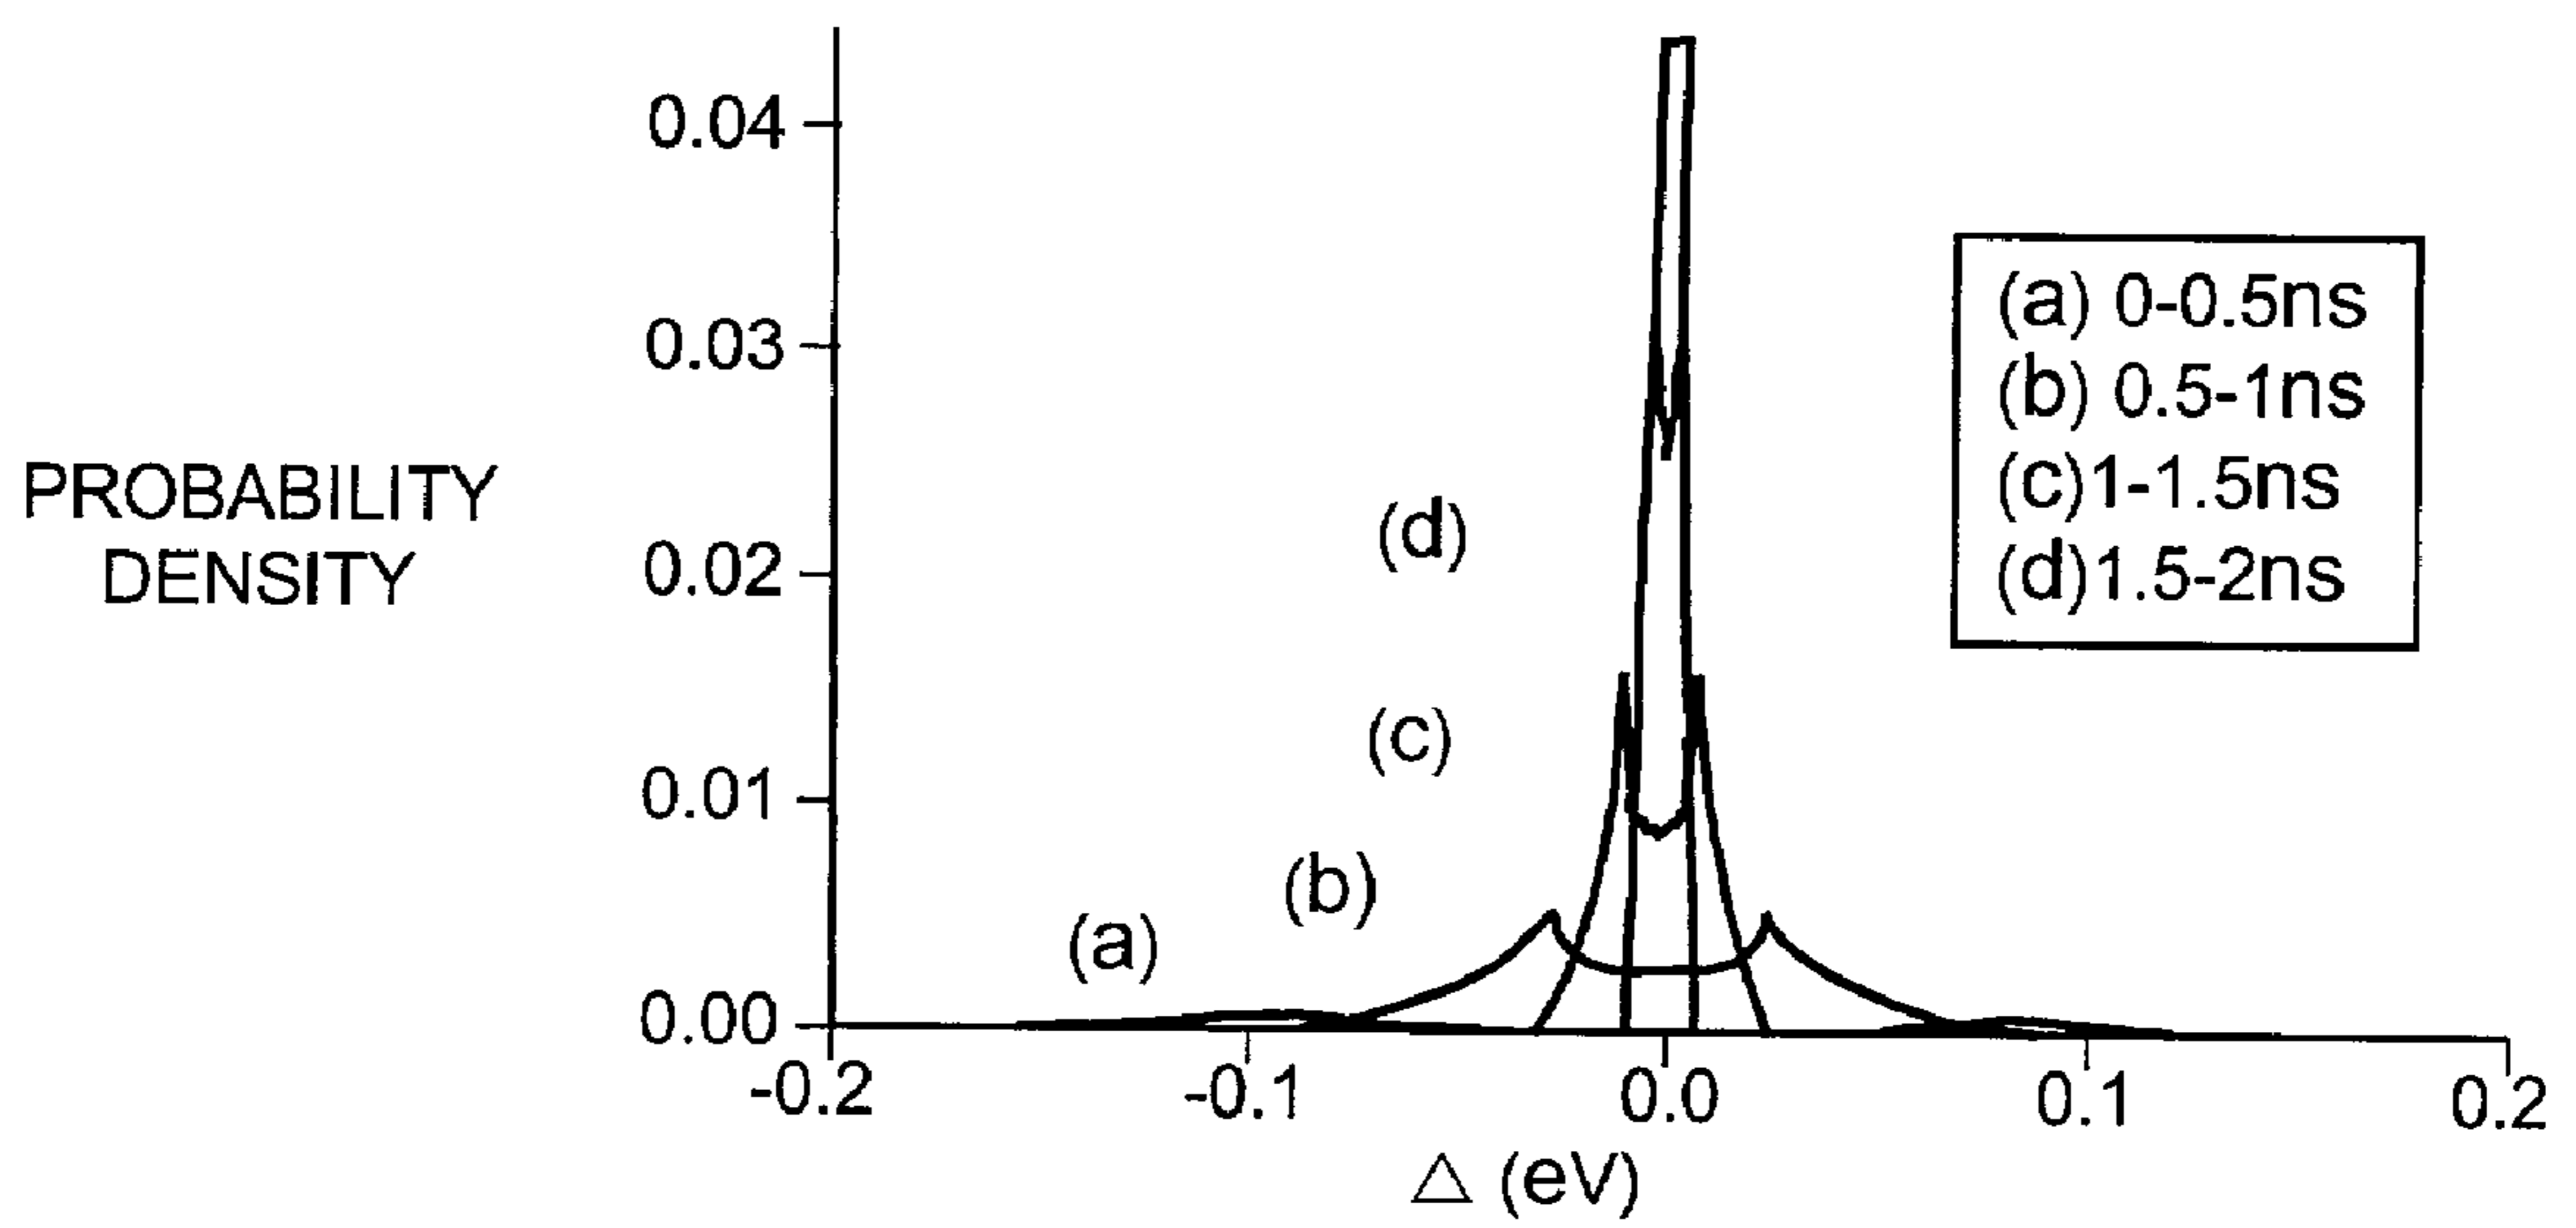 0.04
0.03
0.02
0.01
0.00
PROBABILITY
DENSITY
(a) 0-0.5ns
(b) 0.5-1ns
(c)1-1.5ns
(d)1.5-2ns
(d)
(c)
(b)
(a)
-0.2 -0.1 0.0 0.1 0.2
△ (eV)